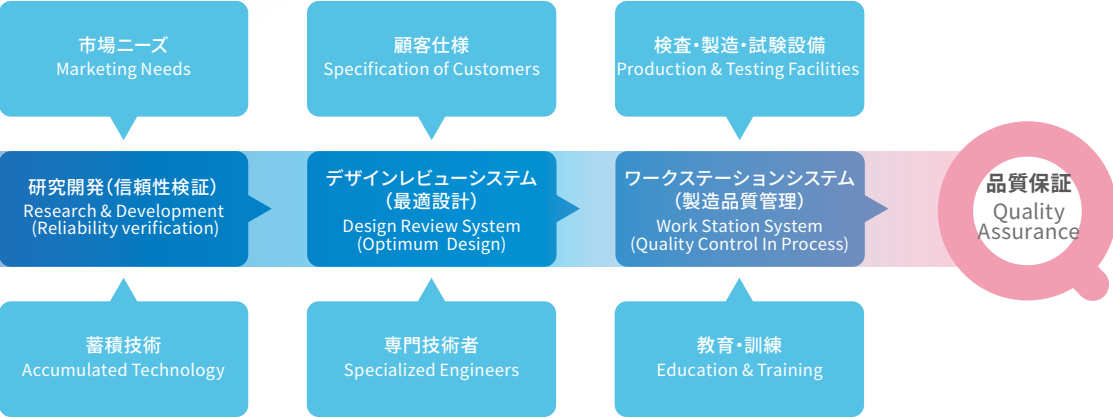 市場ニーズ
Marketing Needs
顧客仕様
Specification of Customers
検査・製造・試験設備
Production & Testing Facilities
研究開発（信頼性検証）
Research & Development
(Reliability verification)
デザインレビューシステム
（最適設計）
Design Review System
(Optimum Design)
ワークステーションシステム
（製造品質管理）
Work Station System
(Quality Control In Process)
品質保証
Quality
Assurance
蓄積技術
Accumulated Technology
専門技術者
Specialized Engineers
教育・訓練
Education & Training